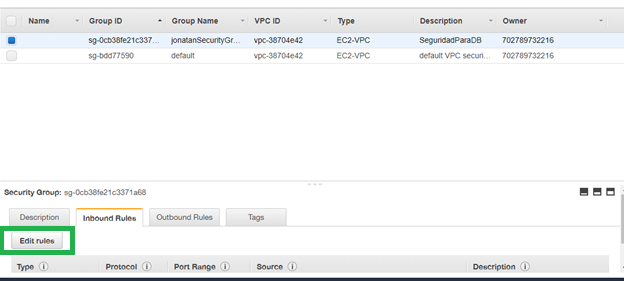 Name Group ID Group Name VPC ID Type Description Owner
sg-0cb38fe21c337... jonatanSecurityGr... vpc-38704e42 EC2-VPC SeguridadParaDB 702789732216
sg-bdd77590 default vpc-38704e42 EC2-VPC default VPC securi... 702789732216
Security Group: sg-0cb38fe21c3371a68
Description Inbound Rules Outbound Rules Tags
Edit rules
Type i Protocol i Port Range i Source i Description i